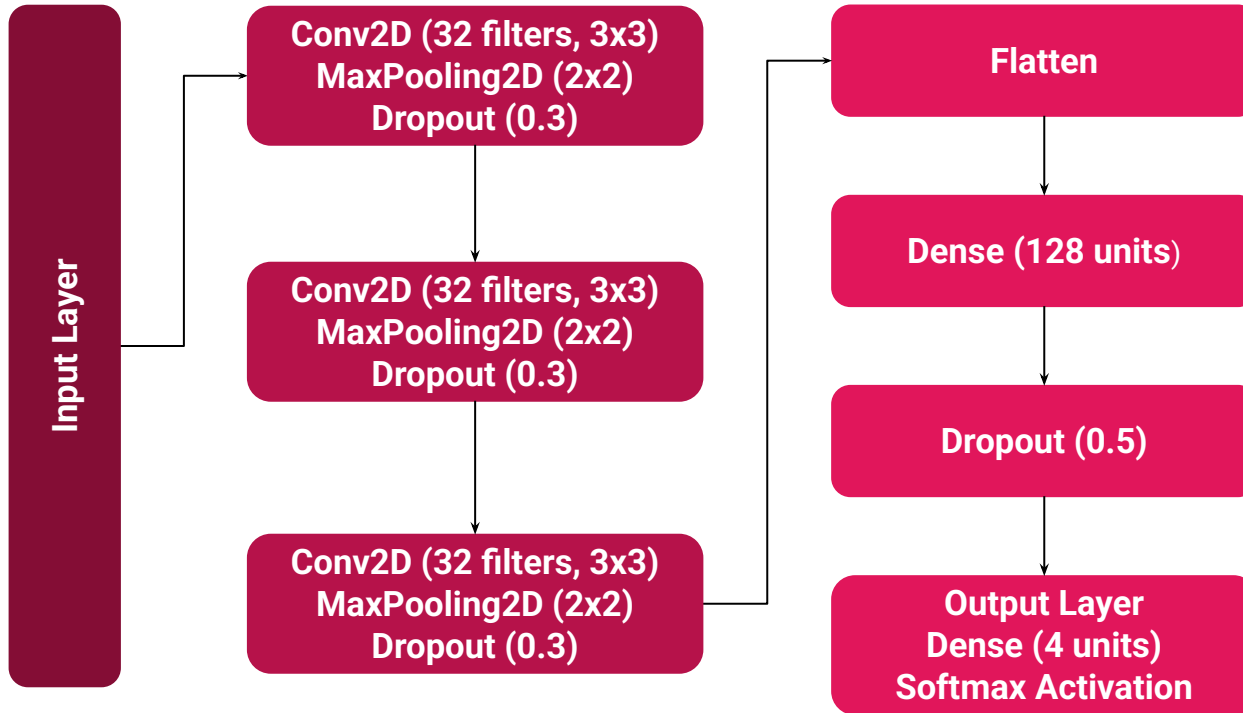 Input Layer
Conv2D (32 filters, 3x3)
MaxPooling2D (2x2)
Dropout (0.3)
Conv2D (32 filters, 3x3)
MaxPooling2D (2x2)
Dropout (0.3)
Conv2D (32 filters, 3x3)
MaxPooling2D (2x2)
Dropout (0.3)
Flatten
Dense (128 units)
Dropout (0.5)
Output Layer
Dense (4 units)
Softmax Activation